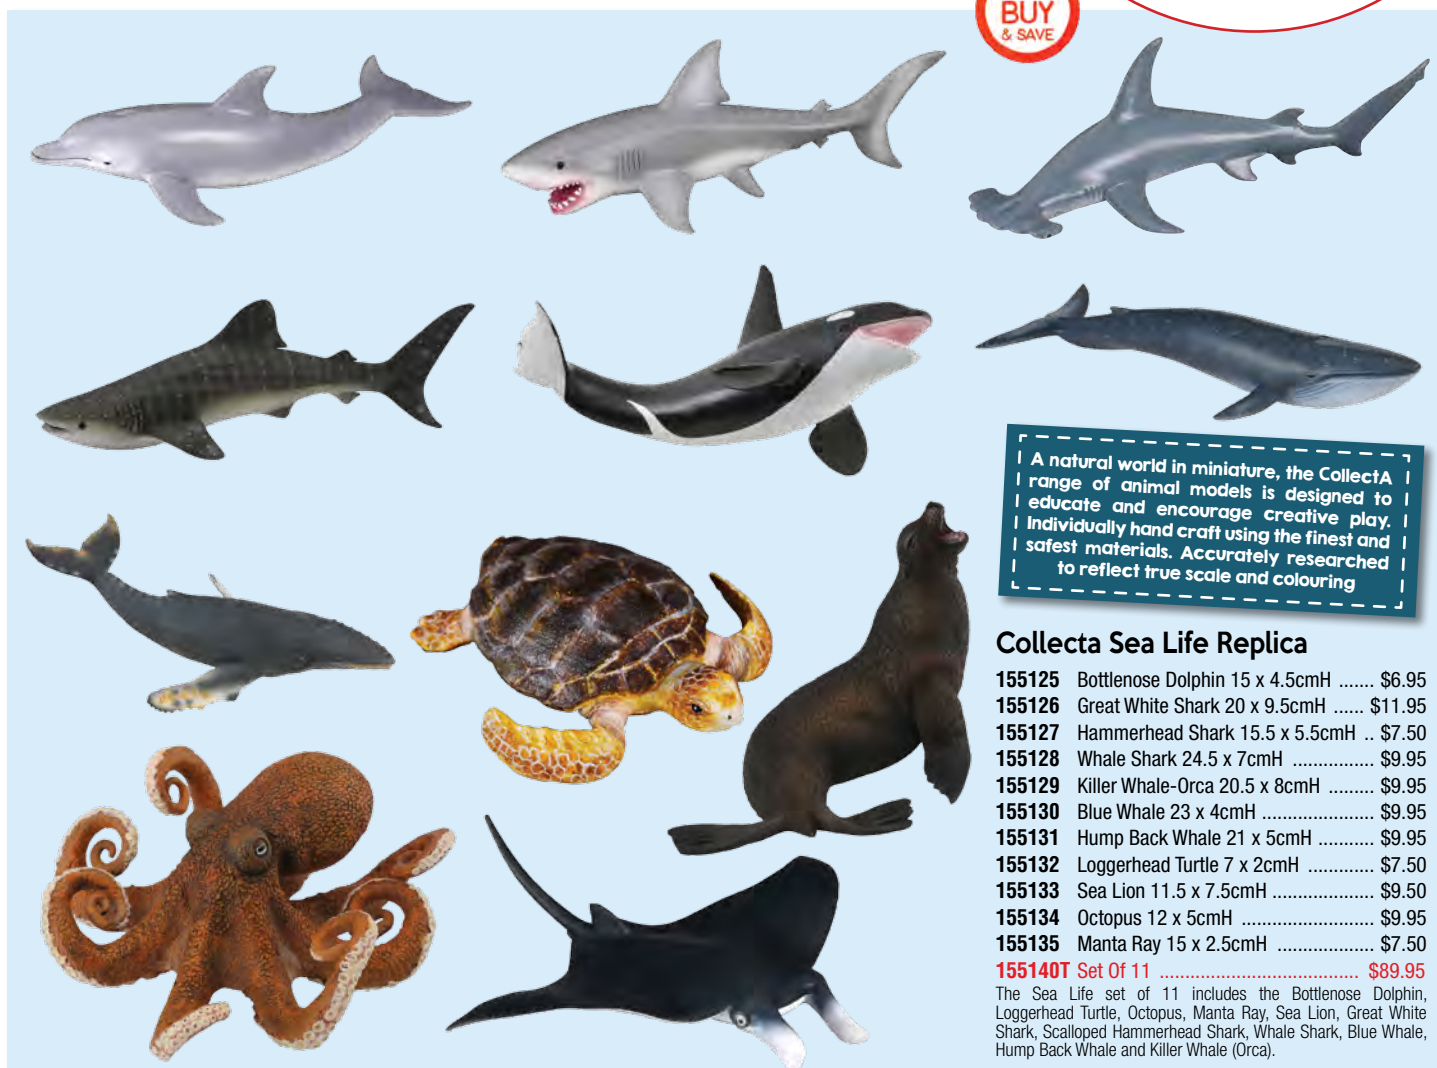 BUY
& SAVE
A natural world in miniature, the CollectA
range of animal models is designed to
educate and encourage creative play.
Individually hand craft using the finest and
safest materials. Accurately researched
to reflect true scale and colouring
Collecta Sea Life Replica
155125 Bottlenose Dolphin 15 x 4.5cmH ....... $6.95
155126 Great White Shark 20 x 9.5cmH ...... $11.95
155127 Hammerhead Shark 15.5 x 5.5cmH .. $7.50
155128 Whale Shark 24.5 x 7cmH ................ $9.95
155129 Killer Whale-Orca 20.5 x 8cmH ......... $9.95
155130 Blue Whale 23 x 4cmH ...................... $9.95
155131 Hump Back Whale 21 x 5cmH ........... $9.95
155132 Loggerhead Turtle 7 x 2cmH ............. $7.50
155133 Sea Lion 11.5 x 7.5cmH .................... $9.50
155134 Octopus 12 x 5cmH .......................... $9.95
155135 Manta Ray 15 x 2.5cmH ................... $7.50
155140T Set Of 11 ....................................... $89.95
The Sea Life set of 11 includes the Bottlenose Dolphin,
Loggerhead Turtle, Octopus, Manta Ray, Sea Lion, Great White
Shark, Scalloped Hammerhead Shark, Whale Shark, Blue Whale,
Hump Back Whale and Killer Whale (Orca).